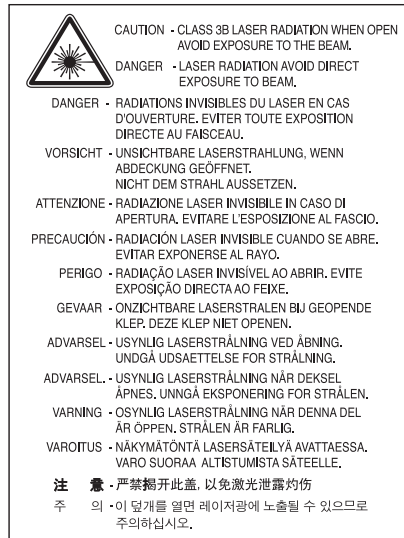 CAUTION - CLASS 3B LASER RADIATION WHEN OPEN
AVOID EXPOSURE TO THE BEAM.
DANGER - LASER RADIATION AVOID DIRECT
EXPOSURE TO BEAM.
DANGER - RADIATIONS INVISIBLES DU LASER EN CAS
D'OUVERTURE. EVITER TOUTE EXPOSITION
DIRECTE AU FAISCEAU.
VORSICHT - UNSICHTBARE LASERSTRAHLUNG, WENN
ABDECKUNG GEÖFFNET.
NICHT DEM STRAHL AUSSETZEN.
ATTENZIONE - RADIAZIONE LASER INVISIBILE IN CASO DI
APERTURA. EVITARE L'ESPOSIZIONE AL FASCIO.
PRECAUCIÓN - RADIACIÓN LASER INVISIBLE CUANDO SE ABRE.
EVITAR EXPONERSE AL RAYO.
PERIGO - RADIAÇÃO LASER INVISÍVEL AO ABRIR. EVITE
EXPOSIÇÃO DIRECTA AO FEIXE.
GEVAAR - ONZICHTBARE LASERSTRALEN BIJ GEOPENDE
KLEP. DEZE KLEP NIET OPENEN.
ADVARSEL - USYNLIG LASERSTRÅLNING VED ÅBNING.
UNDGÅ UDSAETTELSE FOR STRÅLNING.
ADVARSEL. - USYNLIG LASERSTRÅLNING NÅR DEKSEL
ÅPNES. UNNGÅ EKSPONERING FOR STRÅLEN.
VARNING - OSYNLIG LASERSTRÅLNING NÄR DENNA DEL
ÄR ÖPPEN. STRÅLEN ÄR FARLIG.
VAROITUS - NÄKYMÄTÖNTÄ LASERSÄTEILYÄ AVATTAESSA.
VARO SUORAA ALTISTUMISTA SÄTEELLE.
注 意 - 严禁揭开此盖, 以免激光泄露灼伤
주 의 - 이 덮개를 열면 레이저광에 노출될 수 있으므로
주의하십시오.